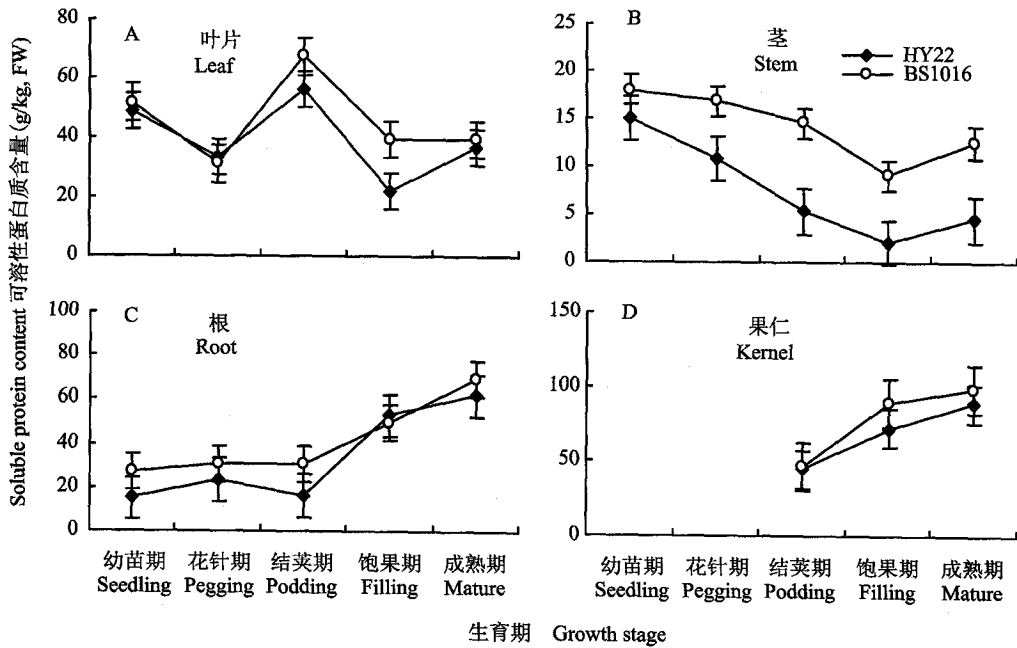 Soluble protein content 可溶性蛋白质含量 (g/kg, FW)
A
叶片
Leaf
80
60
40
20
0
B
茎
Stem
HY22
BS1016
25
20
15
10
5
0
C
根
Root
100
80
60
40
20
0
D
果仁
Kernel
150
100
50
0
幼苗期 花针期 结荚期 饱果期 成熟期
Seedling Pegging Podding Filling Mature
幼苗期 花针期 结荚期 饱果期 成熟期
Seedling Pegging Podding Filling Mature
生育期 Growth stage